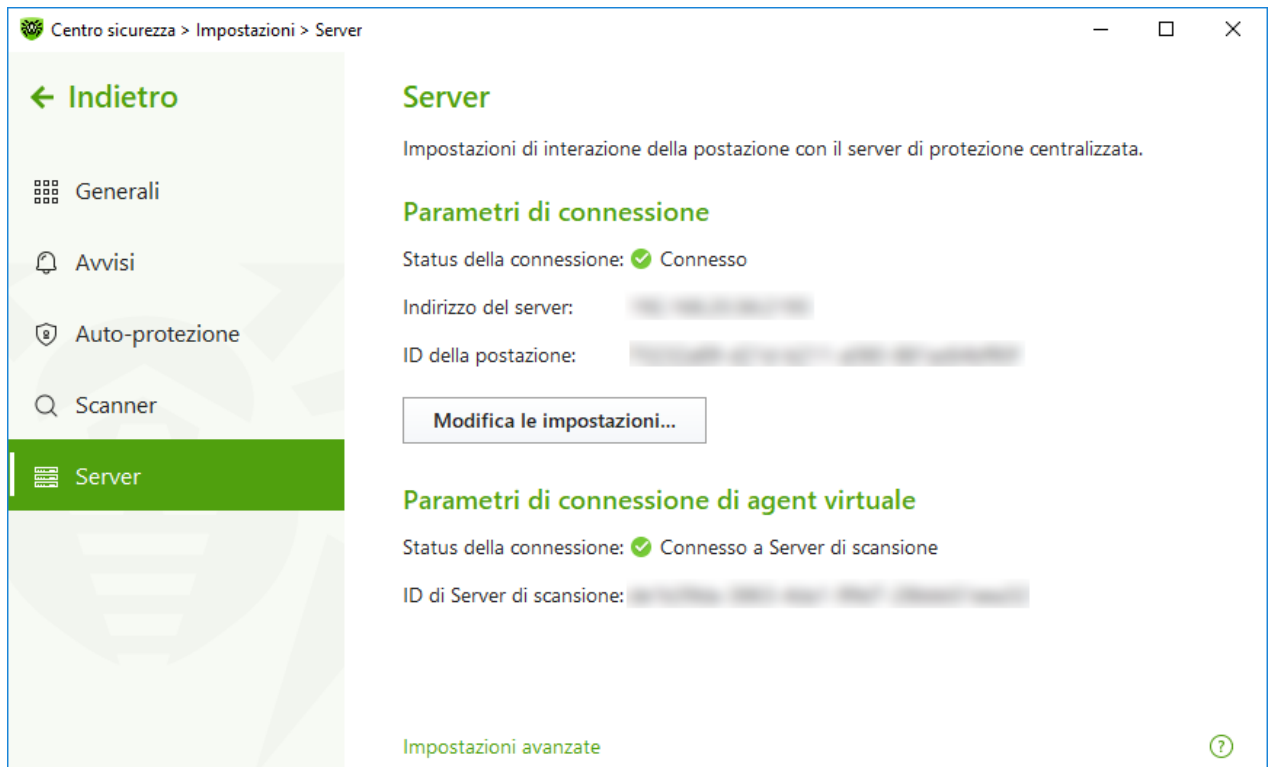 Centro sicurezza > Impostazioni > Server
Indietro
Generali
Avvisi
Auto-protezione
Scanner
Server
Server
Impostazioni di interazione della postazione con il server di protezione centralizzata.
Parametri di connessione
Status della connessione: Connesso
Indirizzo del server:
ID della postazione:
Modifica le impostazioni...
Parametri di connessione di agent virtuale
Status della connessione: Connesso a Server di scansione
ID di Server di scansione:
Impostazioni avanzate
?